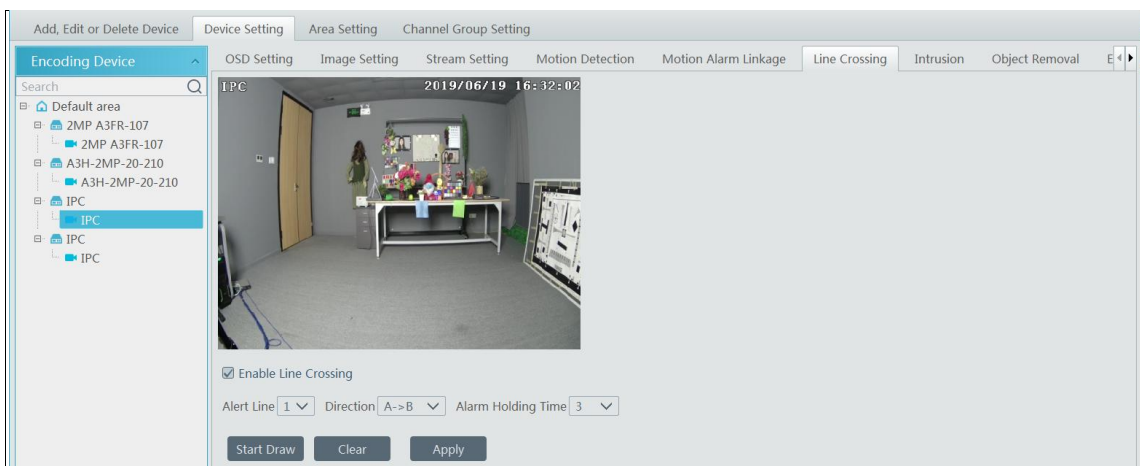 Add, Edit or Delete Device Device Setting Area Setting Channel Group Setting
Encoding Device
OSD Setting Image Setting Stream Setting Motion Detection Motion Alarm Linkage Line Crossing Intrusion Object Removal E
Search
Default area
2MP A3FR-107
2MP A3FR-107
A3H-2MP-20-210
A3H-2MP-20-210
IPC
IPC
IPC
IPC
IPC 2019/06/19 16:32:02
Enable Line Crossing
Alert Line 1 Direction A->B Alarm Holding Time 3
Start Draw Clear Apply